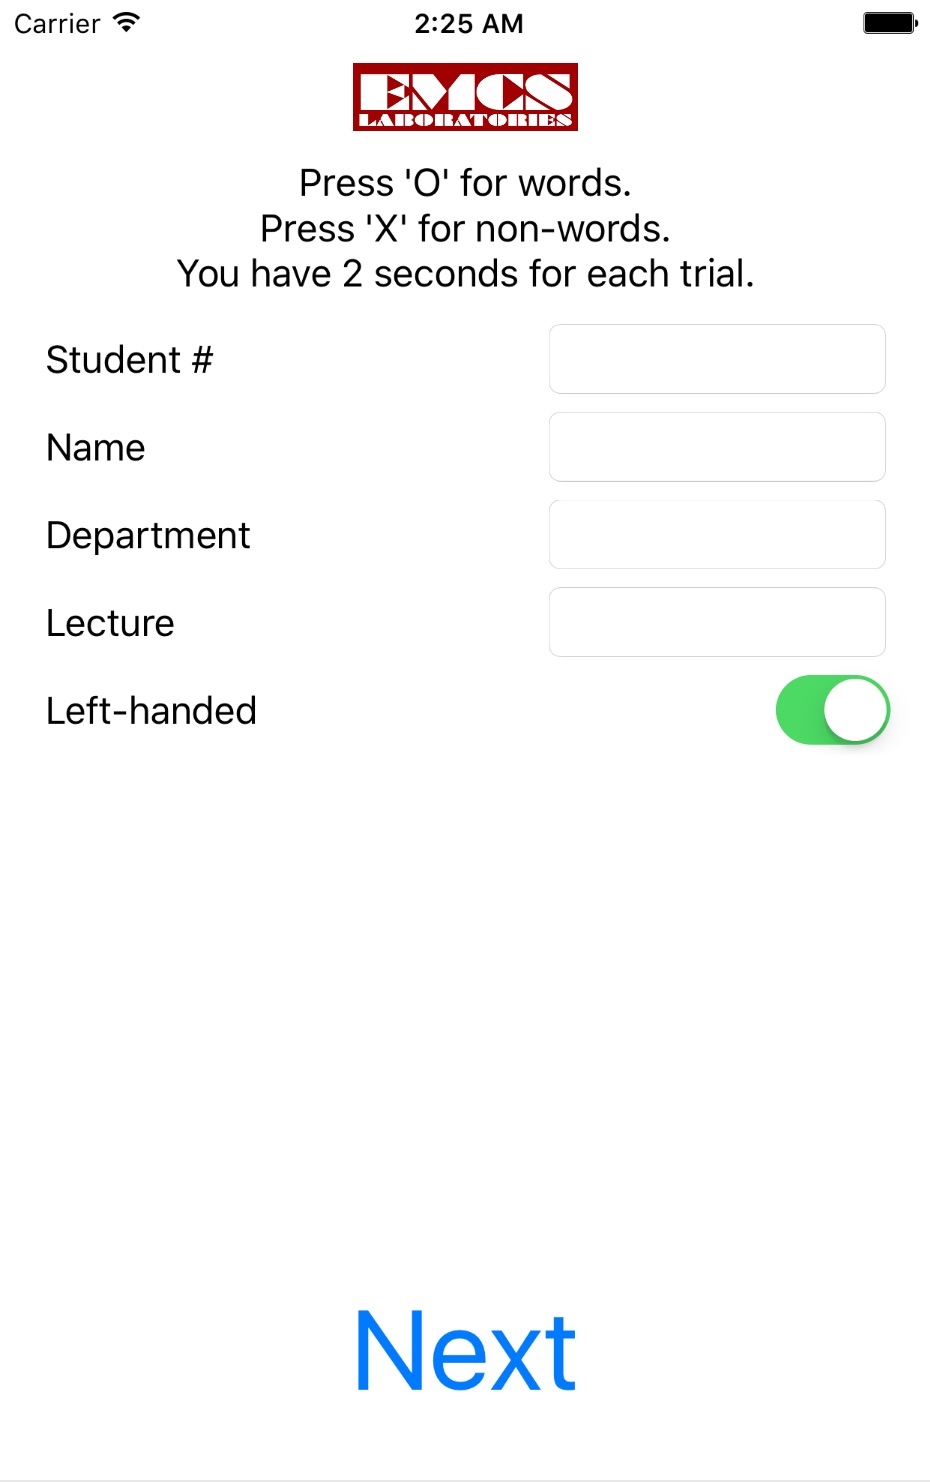 Carrier
2:25 AM
EMCS
LABORATORIES
Press 'O' for words.
Press 'X' for non-words.
You have 2 seconds for each trial.
Student #
Name
Department
Lecture
Left-handed
Next